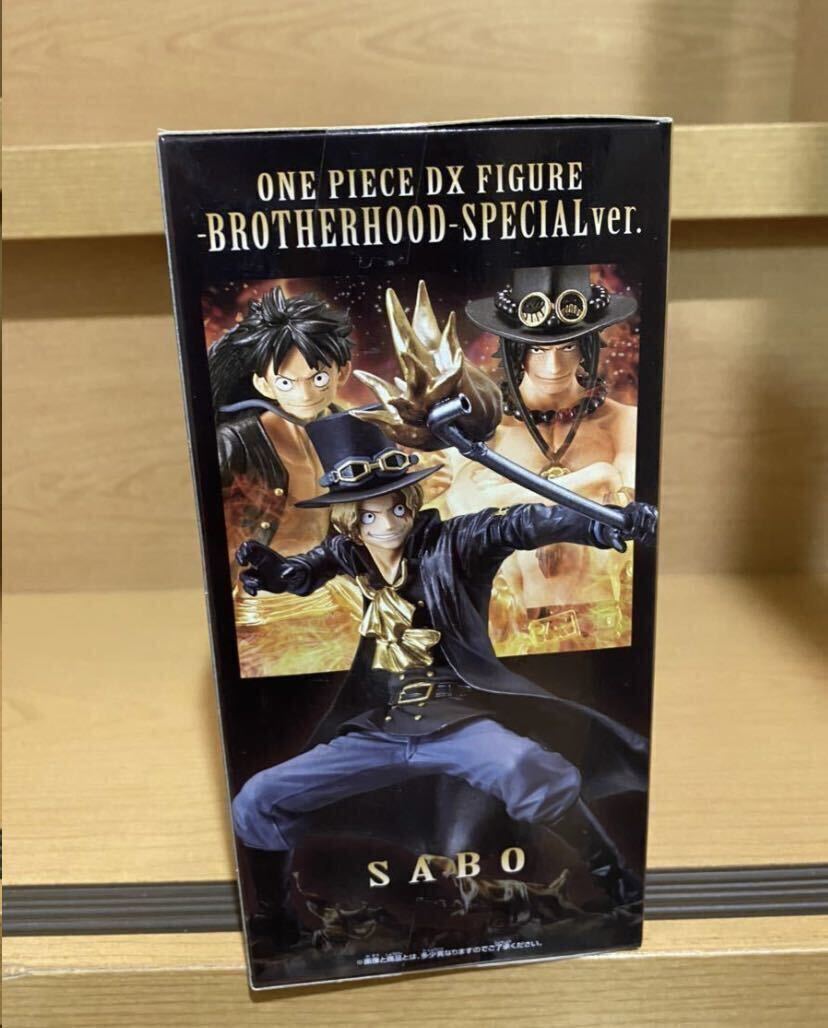 ONE PIECE DX FIGURE
-BROTHERHOOD-SPECIALver.
SABO
※画像と商品とは、多少異なりますのでご了承ください。